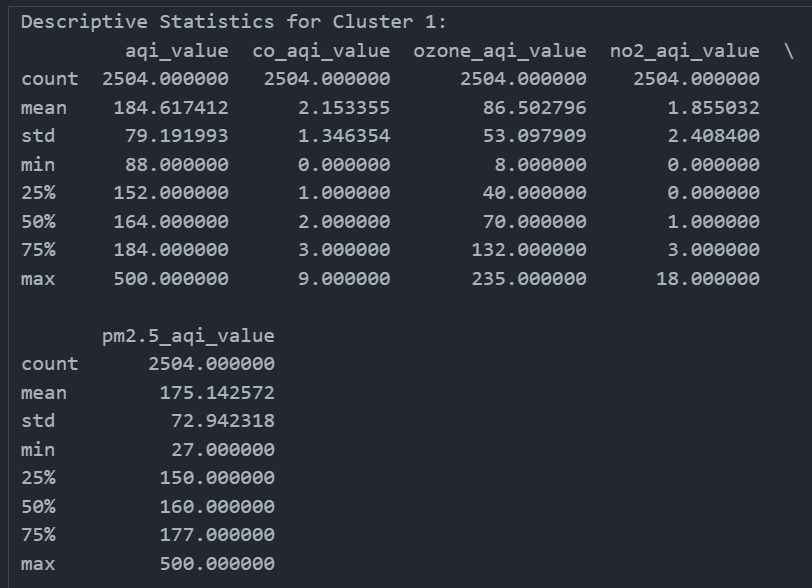 Descriptive Statistics for Cluster 1:
aqi_value co_aqi_value ozone_aqi_value no2_aqi_value \
count 2504.000000 2504.000000 2504.000000 2504.000000
mean 184.617412 2.153355 86.502796 1.855032
std 79.191993 1.346354 53.097909 2.408400
min 88.000000 0.000000 8.000000 0.000000
25% 152.000000 1.000000 40.000000 0.000000
50% 164.000000 2.000000 70.000000 1.000000
75% 184.000000 3.000000 132.000000 3.000000
max 500.000000 9.000000 235.000000 18.000000
pm2.5_aqi_value
count 2504.000000
mean 175.142572
std 72.942318
min 27.000000
25% 150.000000
50% 160.000000
75% 177.000000
max 500.000000